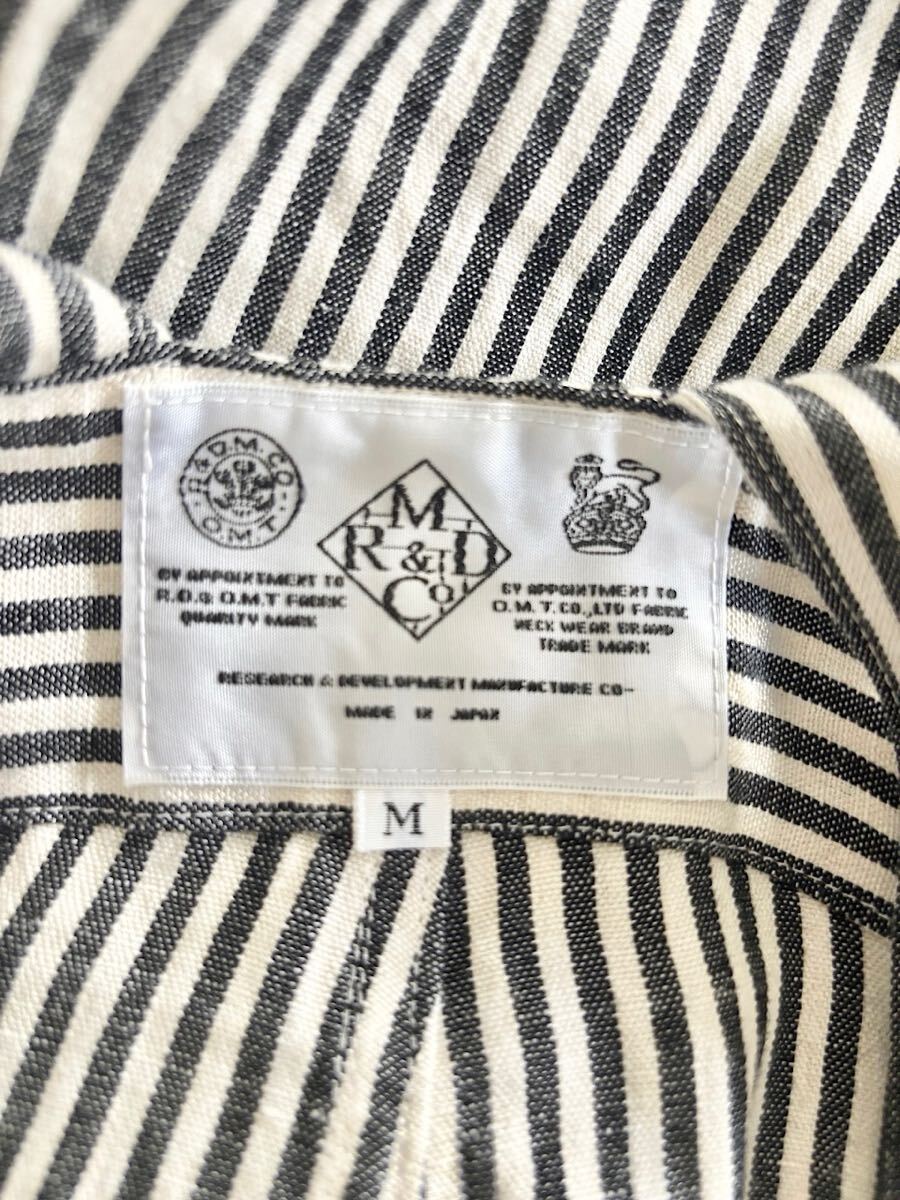 R&D.M.CO
O.M.T.
BY APPOINTMENT TO
R.D.& O.M.T FABRIC
QUALITY MARK
M
R & D
Co
BY APPOINTMENT TO
O.M.T.CO.,LTD FABRIC
NECK WEAR BRAND
TRADE MARK
RESEARCH & DEVELOPMENT MANUFACTURE CO-
MADE IN JAPAN
M